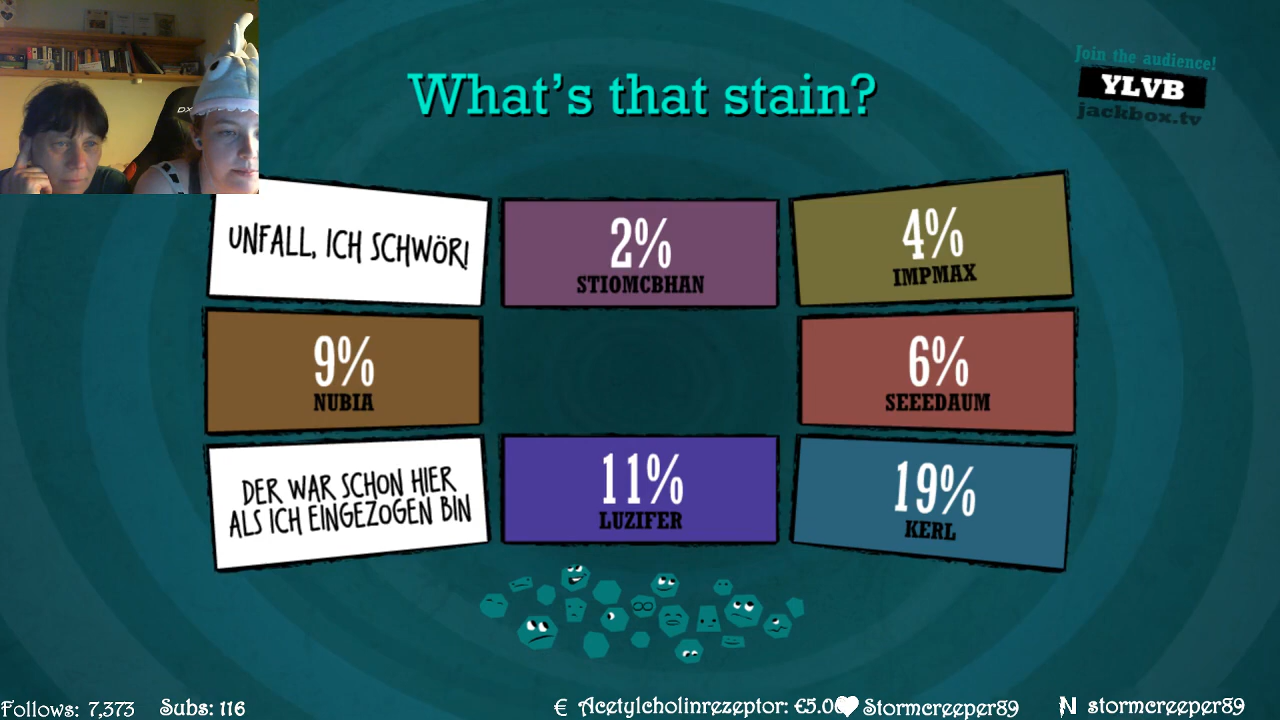 What's that stain?
Join the audience!
YLVB
jackbox.tv
DX
UNFALL, ICH SCHWÖR!
2%
STIOMCBHAN
4%
IMPMAX
9%
NUBIA
6%
SEEEDAUM
DER WAR SCHON HIER
ALS ICH EINGEZOGEN BIN
11%
LUZIFER
19%
KERL
Follows: 7,373 Subs: 116 € Acetylcholinrezeptor: €5.0 Stormcreeper89 N stormcreeper89